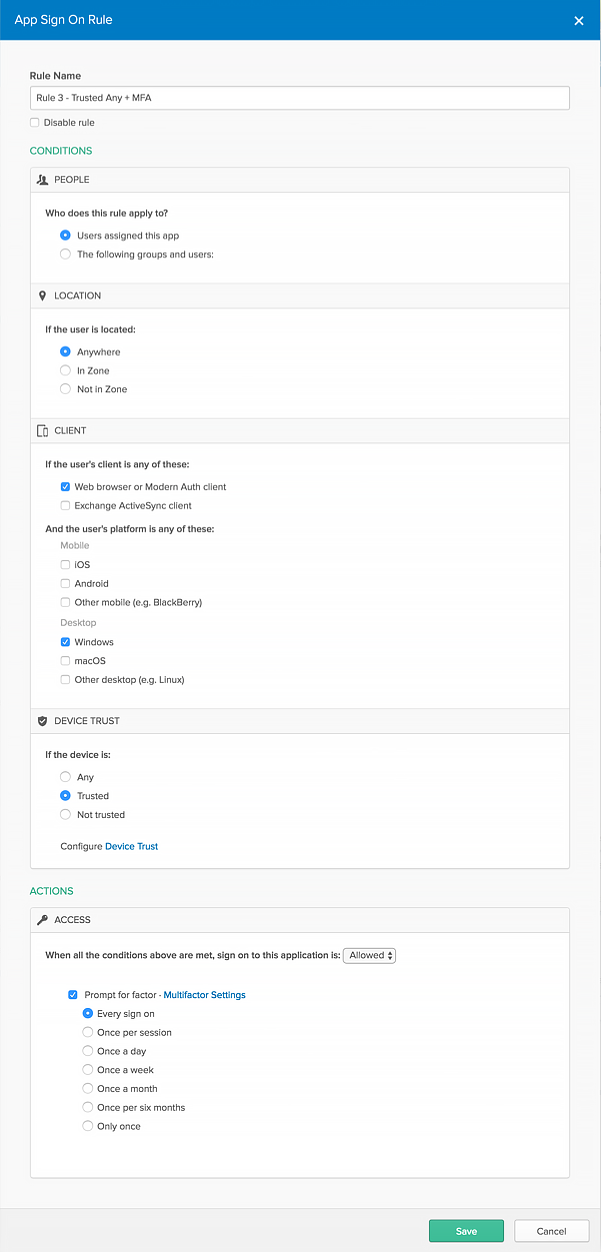 App Sign On Rule
Rule Name
Rule 3 - Trusted Any + MFA
Disable rule
CONDITIONS
PEOPLE
Who does this rule apply to?
Users assigned this app
The following groups and users:
LOCATION
If the user is located:
Anywhere
In Zone
Not in Zone
CLIENT
If the user's client is any of these:
Web browser or Modern Auth client
Exchange ActiveSync client
And the user's platform is any of these:
Mobile
iOS
Android
Other mobile (e.g. BlackBerry)
Desktop
Windows
macOS
Other desktop (e.g. Linux)
DEVICE TRUST
If the device is:
Any
Trusted
Not trusted
Configure Device Trust
ACTIONS
ACCESS
When all the conditions above are met, sign on to this application is: Allowed
Prompt for factor - Multifactor Settings
Every sign on
Once per session
Once a day
Once a week
Once a month
Once per six months
Only once
Save Cancel